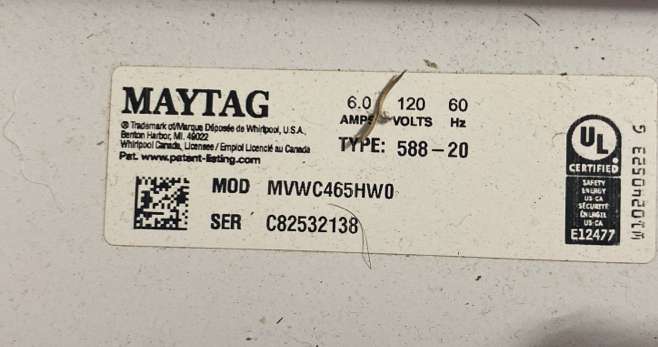 MAYTAG
® Trademark of/Marque Déposée de Whirlpool, U.S.A.,
Benton Harbor, MI. 49022
Whirlpool Canada, Licensee / Emploi Licencié au Canada
Pat. www.patent-listing.com
6.0 120 60
AMPS VOLTS Hz
TYPE: 588-20
MOD MVWC465HW0
SER C82532138
UL
CERTIFIED
SAFETY
ENERGY
US-CA
SÉCURITÉ
ÉNERGIE
US-CA
E12477